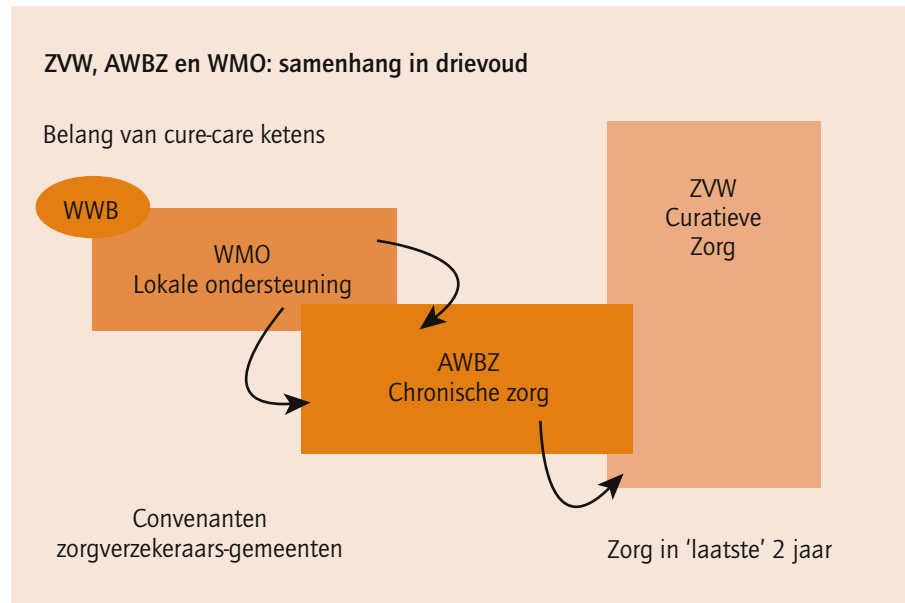 ZVW, AWBZ en WMO: samenhang in drievoud
Belang van cure-care ketens
WWB
WMO
Lokale ondersteuning
ZVW
Curatieve
Zorg
AWBZ
Chronische zorg
Convenanten
zorgverzekeraars-gemeenten
Zorg in ‘laatste’ 2 jaar